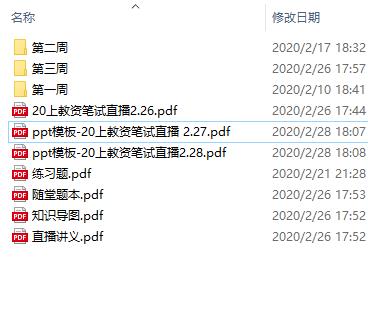 名称 修改日期
第二周 2020/2/17 18:32
第三周 2020/2/26 17:57
第一周 2020/2/10 18:41
20上教资笔试直播2.26.pdf 2020/2/26 17:44
ppt模板-20上教资笔试直播 2.27.pdf 2020/2/28 18:07
ppt模板-20上教资笔试直播2.28.pdf 2020/2/28 18:08
练习题.pdf 2020/2/21 21:28
随堂题本.pdf 2020/2/26 17:53
知识导图.pdf 2020/2/26 17:52
直播讲义.pdf 2020/2/26 17:52